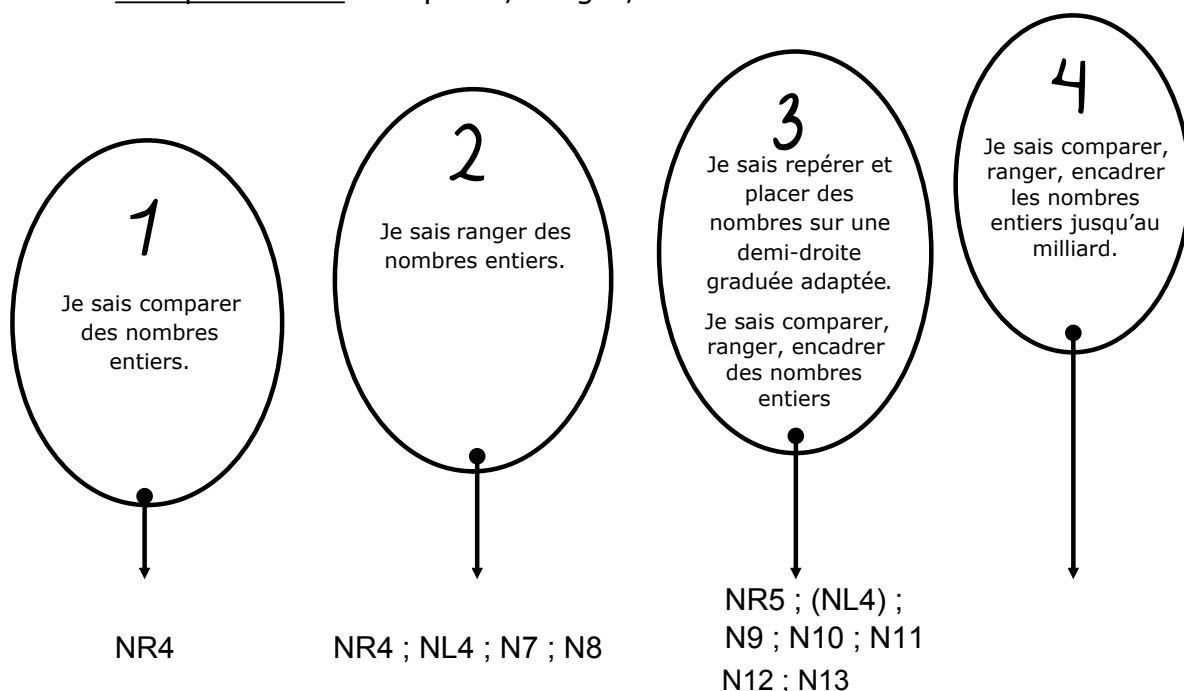 1
Je sais comparer
des nombres
entiers.
NR4
2
Je sais ranger des
nombres entiers.
NR4 ; NL4 ; N7 ; N8
3
Je sais repérer et
placer des
nombres sur une
demi-droite
graduée adaptée.
Je sais comparer,
ranger, encadrer
des nombres
entiers
NR5 ; (NL4) ;
N9 ; N10 ; N11
N12 ; N13
4
Je sais comparer,
ranger, encadrer
les nombres
entiers jusqu’au
milliard.